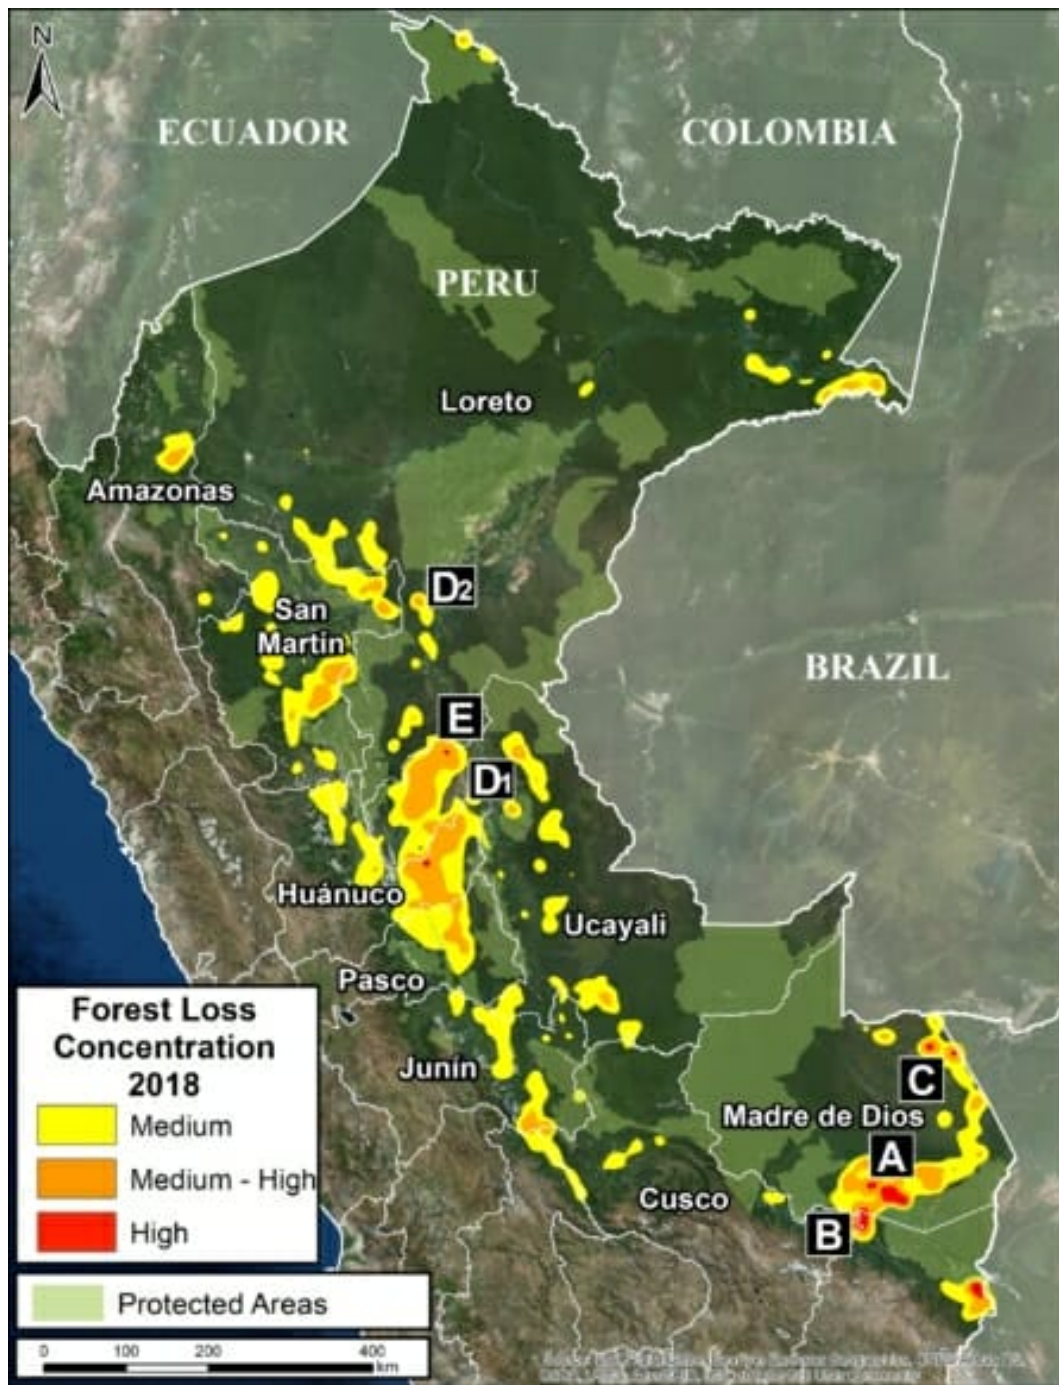 N
ECUADOR
COLOMBIA
PERU
Loreto
Amazonas
D2
San
Martín
BRAZIL
E
D1
Huánuco
Ucayali
Pasco
Forest Loss
Concentration
2018
Medium
Medium - High
High
Junín
C
Madre de Dios
A
Cusco
B
Protected Areas
0 100 200 400
km